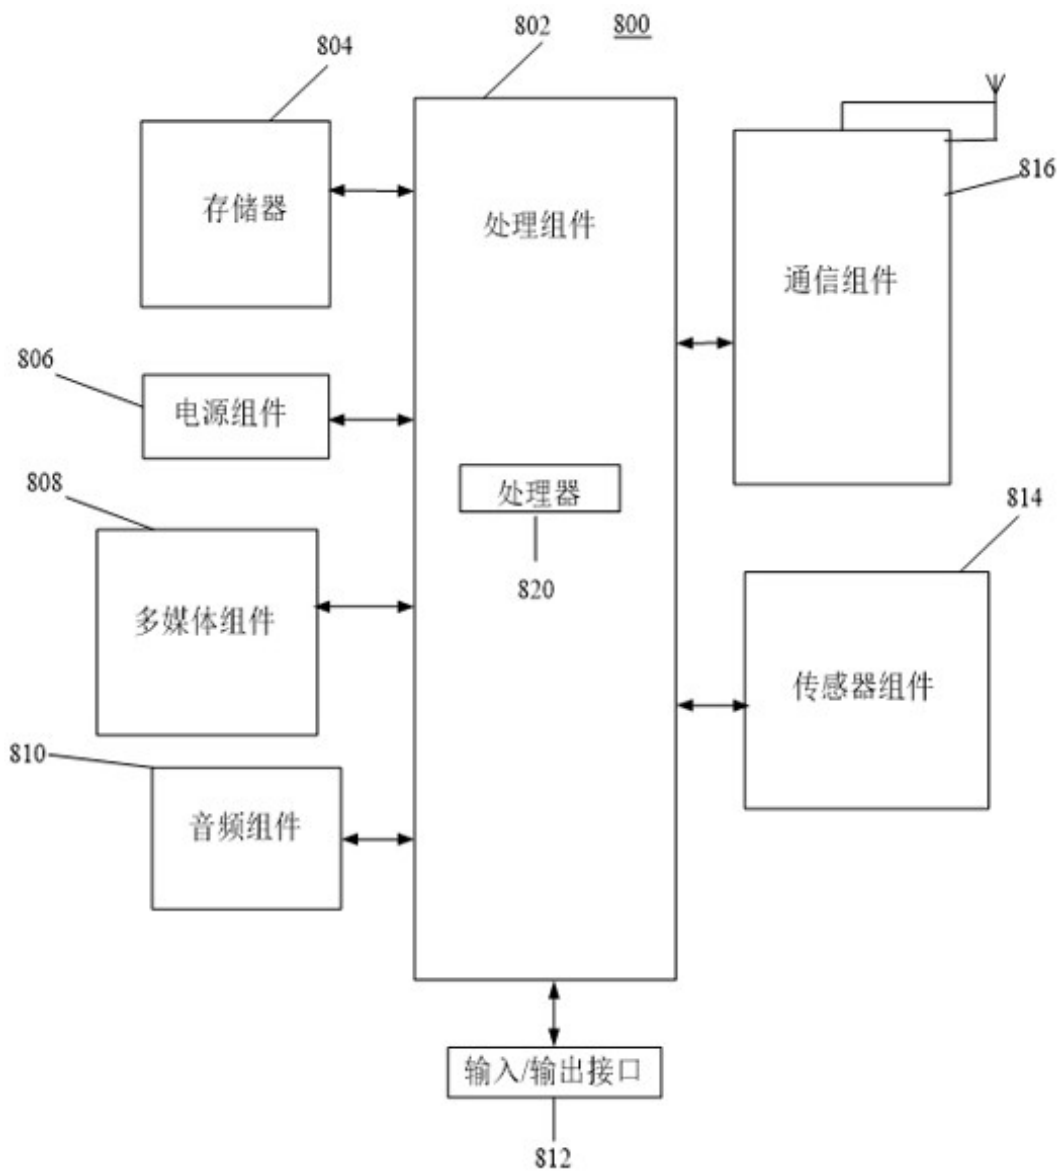 802
800
804
816
存储器
处理组件
通信组件
806
电源组件
808
处理器
814
820
多媒体组件
传感器组件
810
音频组件
输入/输出接口
812